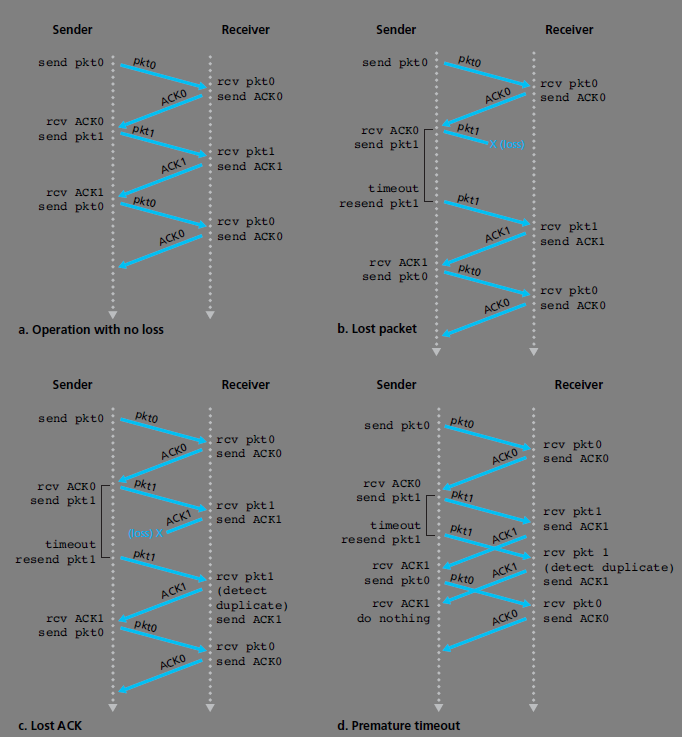 Sender Receiver
send pkt0 pkt0
rcv pkt0
ACK0 send ACK0
rcv ACK0
send pkt1 pkt1
rcv pkt1
ACK1 send ACK1
rcv ACK1
send pkt0 pkt0
rcv pkt0
ACK0 send ACK0
a. Operation with no loss
Sender Receiver
send pkt0 pkt0
rcv pkt0
ACK0 send ACK0
rcv ACK0 pkt1
send pkt1 X (loss)
timeout
resend pkt1 pkt1
rcv pkt1
ACK1 send ACK1
rcv ACK1
send pkt0 pkt0
rcv pkt0
ACK0 send ACK0
b. Lost packet
Sender Receiver
send pkt0 pkt0
rcv pkt0
ACK0 send ACK0
rcv ACK0
send pkt1 pkt1
rcv pkt1
ACK1 send ACK1
(loss) X
timeout
resend pkt1 pkt1
rcv pkt1
ACK1 (detect
duplicate)
rcv ACK1 send ACK1
send pkt0 pkt0
rcv pkt0
ACK0 send ACK0
c. Lost ACK
Sender Receiver
send pkt0 pkt0
rcv pkt0
ACK0 send ACK0
rcv ACK0
send pkt1 pkt1
rcv pkt1
timeout send ACK1
resend pkt1 pkt1 ACK1
rcv pkt 1
rcv ACK1 ACK1 (detect duplicate)
send pkt0 pkt0 send ACK1
rcv ACK1 rcv pkt0
do nothing ACK0 send ACK0
d. Premature timeout